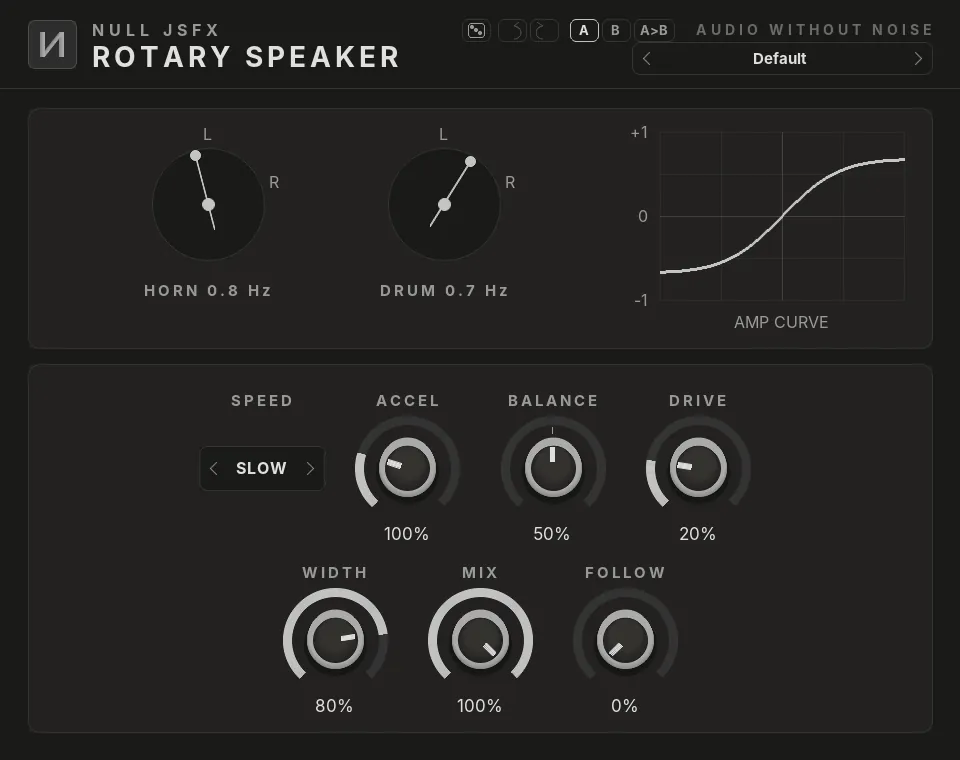 NULL JSFX
ROTARY SPEAKER
A B A>B AUDIO WITHOUT NOISE
Default
L L
R R
HORN 0.8 Hz DRUM 0.7 Hz
+1
0
-1
AMP CURVE
SPEED ACCEL BALANCE DRIVE
SLOW
100% 50% 20%
WIDTH MIX FOLLOW
80% 100% 0%